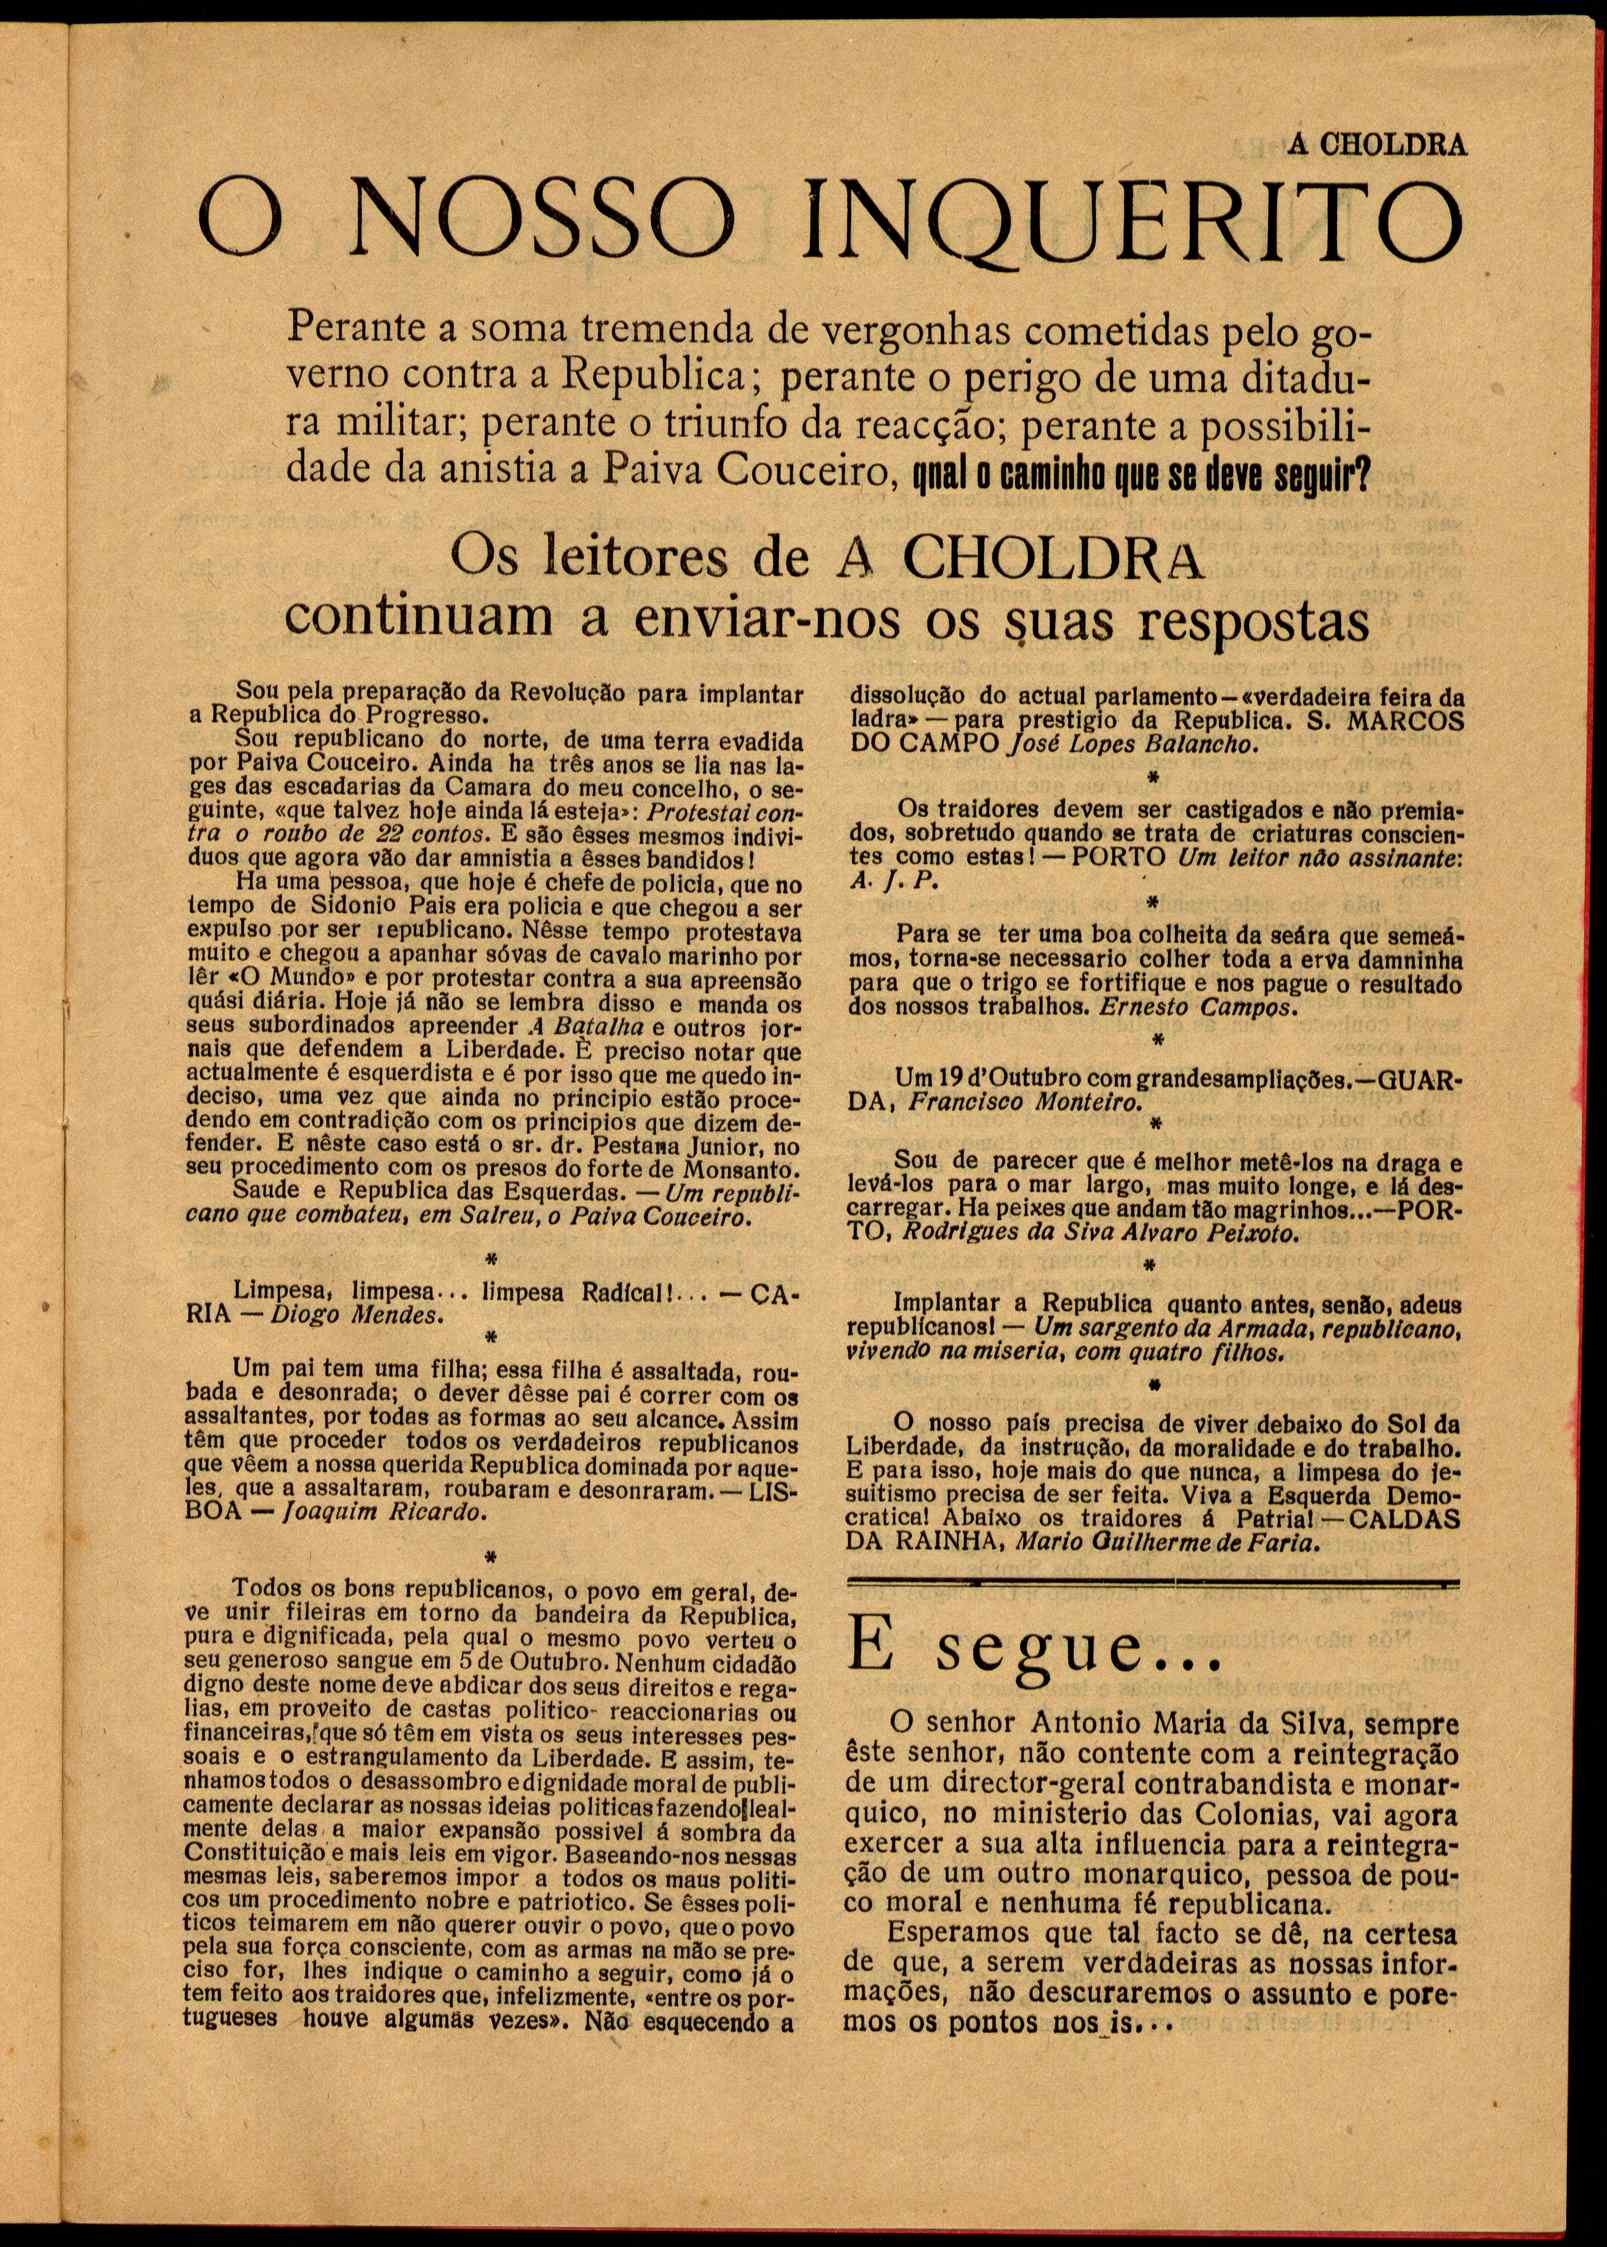 A CHOLDRA
O NOSSO INQUERITO
Perante a soma tremenda de vergonhas cometidas pelo go-
verno contra a Republica; perante o perigo de uma ditadu-
ra militar; perante o triunfo da reacção; perante a possibili-
dade da anistia a Paiva Couceiro, qnal o caminho que se deve seguir?
Os leitores de A CHOLDRA
continuam a enviar-nos os suas respostas
Sou pela preparação da Revolução para implantar
a Republica do Progresso.
Sou republicano do norte, de uma terra evadida
por Paiva Couceiro. Ainda ha três anos se lia nas la-
ges das escadarias da Camara do meu concelho, o se-
guinte, «que talvez hoje ainda lá esteja»: Protestai con-
tra o roubo de 22 contos. E são êsses mesmos indivi-
duos que agora vão dar amnistia a êsses bandidos!
Ha uma pessoa, que hoje é chefe de policia, que no
tempo de Sidonio Pais era policia e que chegou a ser
expulso por ser republicano. Nêsse tempo protestava
muito e chegou a apanhar sóvas de cavalo marinho por
lêr «O Mundo» e por protestar contra a sua apreensão
quási diária. Hoje já não se lembra disso e manda os
seus subordinados apreender A Batalha e outros jor-
nais que defendem a Liberdade. É preciso notar que
actualmente é esquerdista e é por isso que me quedo in-
deciso, uma vez que ainda no principio estão proce-
dendo em contradição com os principios que dizem de-
fender. E nêste caso está o sr. dr. Pestana Junior, no
seu procedimento com os presos do forte de Monsanto.
Saude e Republica das Esquerdas. — Um republi-
cano que combateu, em Salreu, o Paiva Couceiro.
*
Limpesa, limpesa... limpesa Radical!... — CA-
RIA — Diogo Mendes.
*
Um pai tem uma filha; essa filha é assaltada, rou-
bada e desonrada; o dever dêsse pai é correr com os
assaltantes, por todas as formas ao seu alcance. Assim
têm que proceder todos os verdadeiros republicanos
que vêem a nossa querida Republica dominada por aque-
les, que a assaltaram, roubaram e desonraram. — LIS-
BOA — Joaquim Ricardo.
*
Todos os bons republicanos, o povo em geral, de-
ve unir fileiras em torno da bandeira da Republica,
pura e dignificada, pela qual o mesmo povo verteu o
seu generoso sangue em 5 de Outubro. Nenhum cidadão
digno deste nome deve abdicar dos seus direitos e rega-
lias, em proveito de castas politico- reaccionarias ou
financeiras, que só têm em vista os seus interesses pes-
soais e o estrangulamento da Liberdade. E assim, te-
nhamos todos o desassombro e dignidade moral de publi-
camente declarar as nossas ideias politicas fazendo leal-
mente delas a maior expansão possivel á sombra da
Constituição e mais leis em vigor. Baseando-nos nessas
mesmas leis, saberemos impor a todos os maus politi-
cos um procedimento nobre e patriotico. Se êsses poli-
ticos teimarem em não querer ouvir o povo, que o povo
pela sua força consciente, com as armas na mão se pre-
ciso for, lhes indique o caminho a seguir, como já o
tem feito aos traidores que, infelizmente, «entre os por-
tugueses houve algumas vezes». Não esquecendo a
dissolução do actual parlamento — «verdadeira feira da
ladra» — para prestigio da Republica. S. MARCOS
DO CAMPO José Lopes Balancho.
*
Os traidores devem ser castigados e não premia-
dos, sobretudo quando se trata de criaturas conscien-
tes como estas! — PORTO Um leitor não assinante:
A. J. P.
*
Para se ter uma boa colheita da seára que semeá-
mos, torna-se necessario colher toda a erva damninha
para que o trigo se fortifique e nos pague o resultado
dos nossos trabalhos. Ernesto Campos.
*
Um 19 d'Outubro com grandes ampliações. — GUAR-
DA, Francisco Monteiro.
*
Sou de parecer que é melhor metê-los na draga e
levá-los para o mar largo, mas muito longe, e lá des-
carregar. Ha peixes que andam tão magrinhos... — POR-
TO, Rodrigues da Siva Alvaro Peixoto.
*
Implantar a Republica quanto antes, senão, adeus
republicanos! — Um sargento da Armada, republicano,
vivendo na miseria, com quatro filhos.
*
O nosso país precisa de viver debaixo do Sol da
Liberdade, da instrução, da moralidade e do trabalho.
E para isso, hoje mais do que nunca, a limpesa do je-
suitismo precisa de ser feita. Viva a Esquerda Demo-
cratica! Abaixo os traidores á Patria! — CALDAS
DA RAINHA, Mario Guilherme de Faria.
E segue...
O senhor Antonio Maria da Silva, sempre
êste senhor, não contente com a reintegração
de um director-geral contrabandista e monar-
quico, no ministerio das Colonias, vai agora
exercer a sua alta influencia para a reintegra-
ção de um outro monarquico, pessoa de pou-
co moral e nenhuma fé republicana.
Esperamos que tal facto se dê, na certesa
de que, a serem verdadeiras as nossas infor-
mações, não descuraremos o assunto e pore-
mos os pontos nos is...